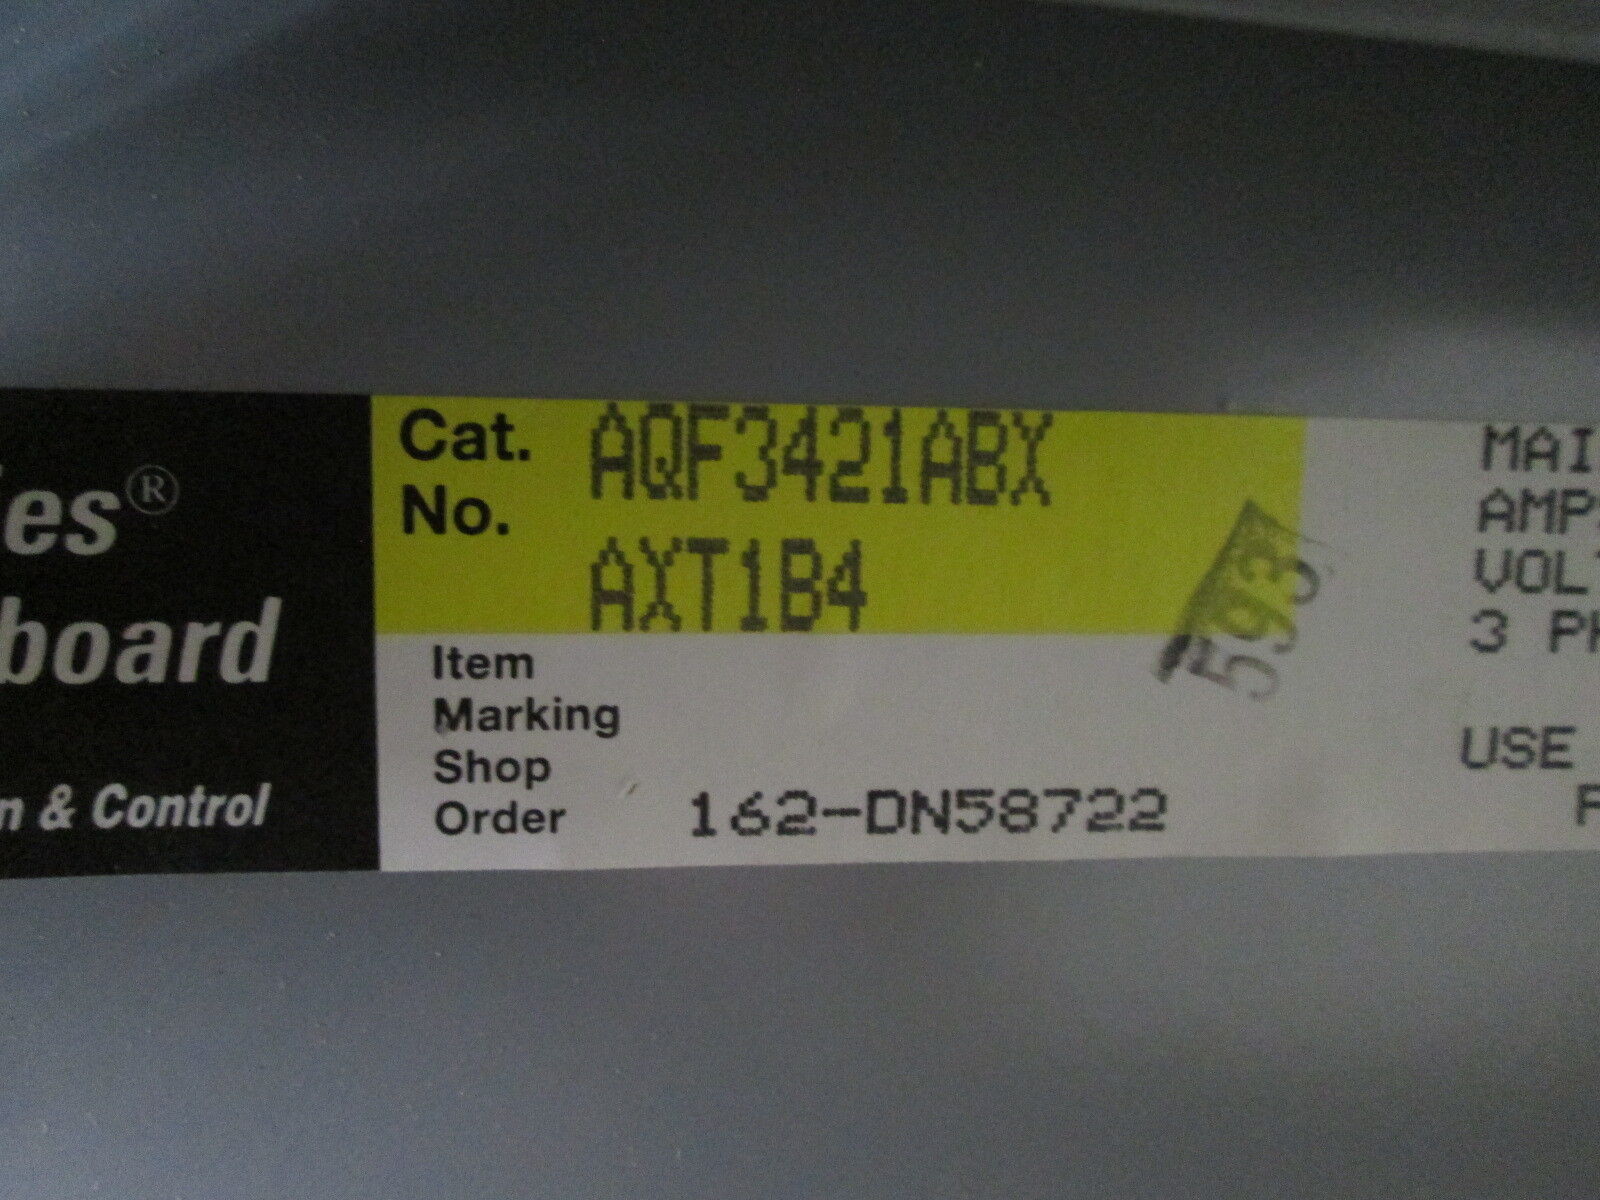 ies®
board
n & Control
Cat. No. AQF3421ABX
AXT1B4
Item
Marking
Shop
Order 162-DN58722
593
MAI
AMP
VOL
3 PH
USE
F